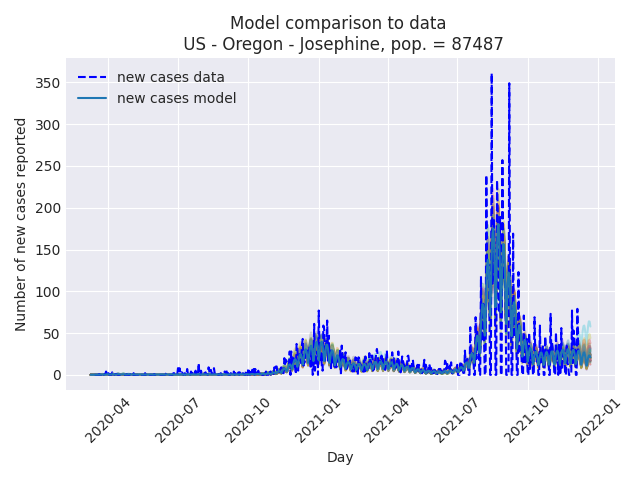 Model comparison to data
US - Oregon - Josephine, pop. = 87487
new cases data
new cases model
Number of new cases reported
350
300
250
200
150
100
50
0
2020-04
2020-07
2020-10
2021-01
2021-04
2021-07
2021-10
2022-01
Day